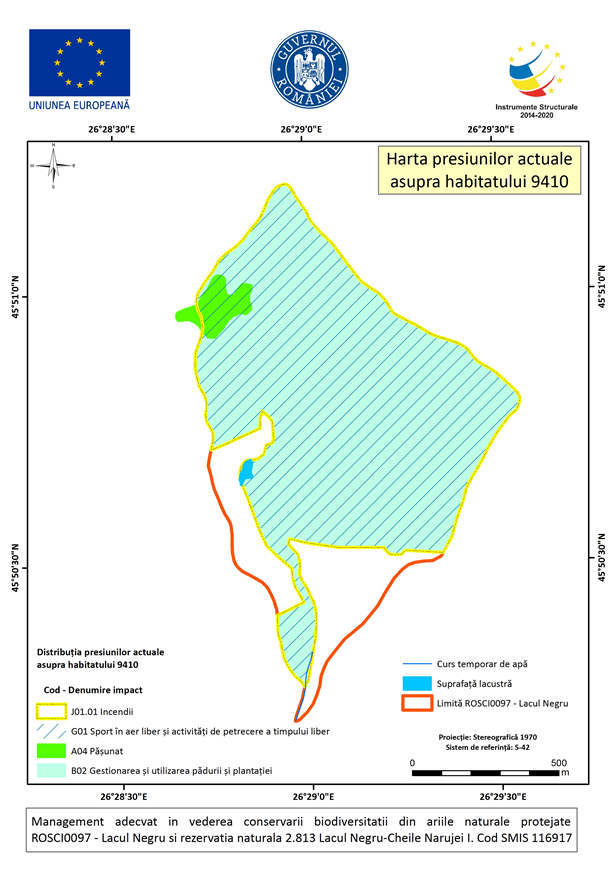 UNIUNEA EUROPEANĂ
GUVERNUL ROMÂNIEI
Instrumente Structurale
2014-2020
26°28'5"E
26°29'0"E
26°29'5"E
N
E
S
Harta presiunilor actuale
asupra habitatului 9410
45°51'0"N
45°51'0"N
45°50'30"N
45°50'30"N
Distribuția presiunilor actuale
asupra habitatului 9410
Cod - Denumire impact
J01.01 Incendii
G01 Sport în aer liber și activități de petrecere a timpului liber
A04 Pășunat
B02 Gestionarea și utilizarea pădurii și plantației
Curs temporar de apă
Suprafață lacustră
Limită ROSCI0097 - Lacul Negru
Proiecție: Stereografică 1970
Sistem de referință: S-42
0
500
m
26°28'5"E
26°29'0"E
26°29'5"E
Management adecvat in vederea conservarii biodiversitatii din ariile naturale protejate
ROSCI0097 - Lacul Negru si rezervatia naturala 2.813 Lacul Negru-Cheile Narujei I. Cod SMIS 116917